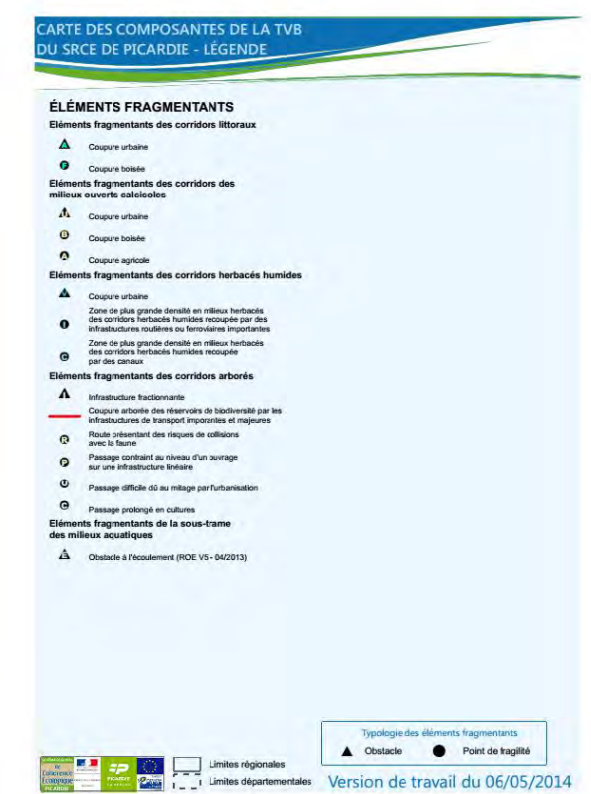 CARTE DES COMPOSANTES DE LA TVB
DU SRCE DE PICARDIE - LÉGENDE
ÉLÉMENTS FRAGMENTANTS
Eléments fragmentants des corridors littoraux
Coupure urbaine
F
Coupure boisée
Eléments fragmentants des corridors des
milieux ouverts calcicoles
Coupure urbaine
B
Coupure boisée
A
Coupure agricole
Eléments fragmentants des corridors herbacés humides
Coupure urbaine
Zone de plus grande densité en milieux herbacés
des corridors herbacés humides recoupée par des
I
infrastructures routières ou ferroviaires importantes
Zone de plus grande densité en milieux herbacés
des corridors herbacés humides recoupée
C
par des canaux
Eléments fragmentants des corridors arborés
Infrastructure fractionnante
Coupure arborée des réservoirs de biodiversité par les
infrastructures de transport imporantes et majeures
R
Route présentant des risques de collisions
avec la faune
P
Passage contraint au niveau d'un ouvrage
sur une infrastructure linéaire
U
Passage difficile dû au mitage par l'urbanisation
C
Passage prolongé en cultures
Eléments fragmentants de la sous-trame
des milieux aquatiques
E
Obstacle à l'écoulement (ROE V5 - 04/2013)
Typologie des éléments fragmentants
Obstacle
Point de fragilité
Cohérence
Écologique
PICARDIE
PICARDIE
Limites régionales
Limites départementales
Version de travail du 06/05/2014